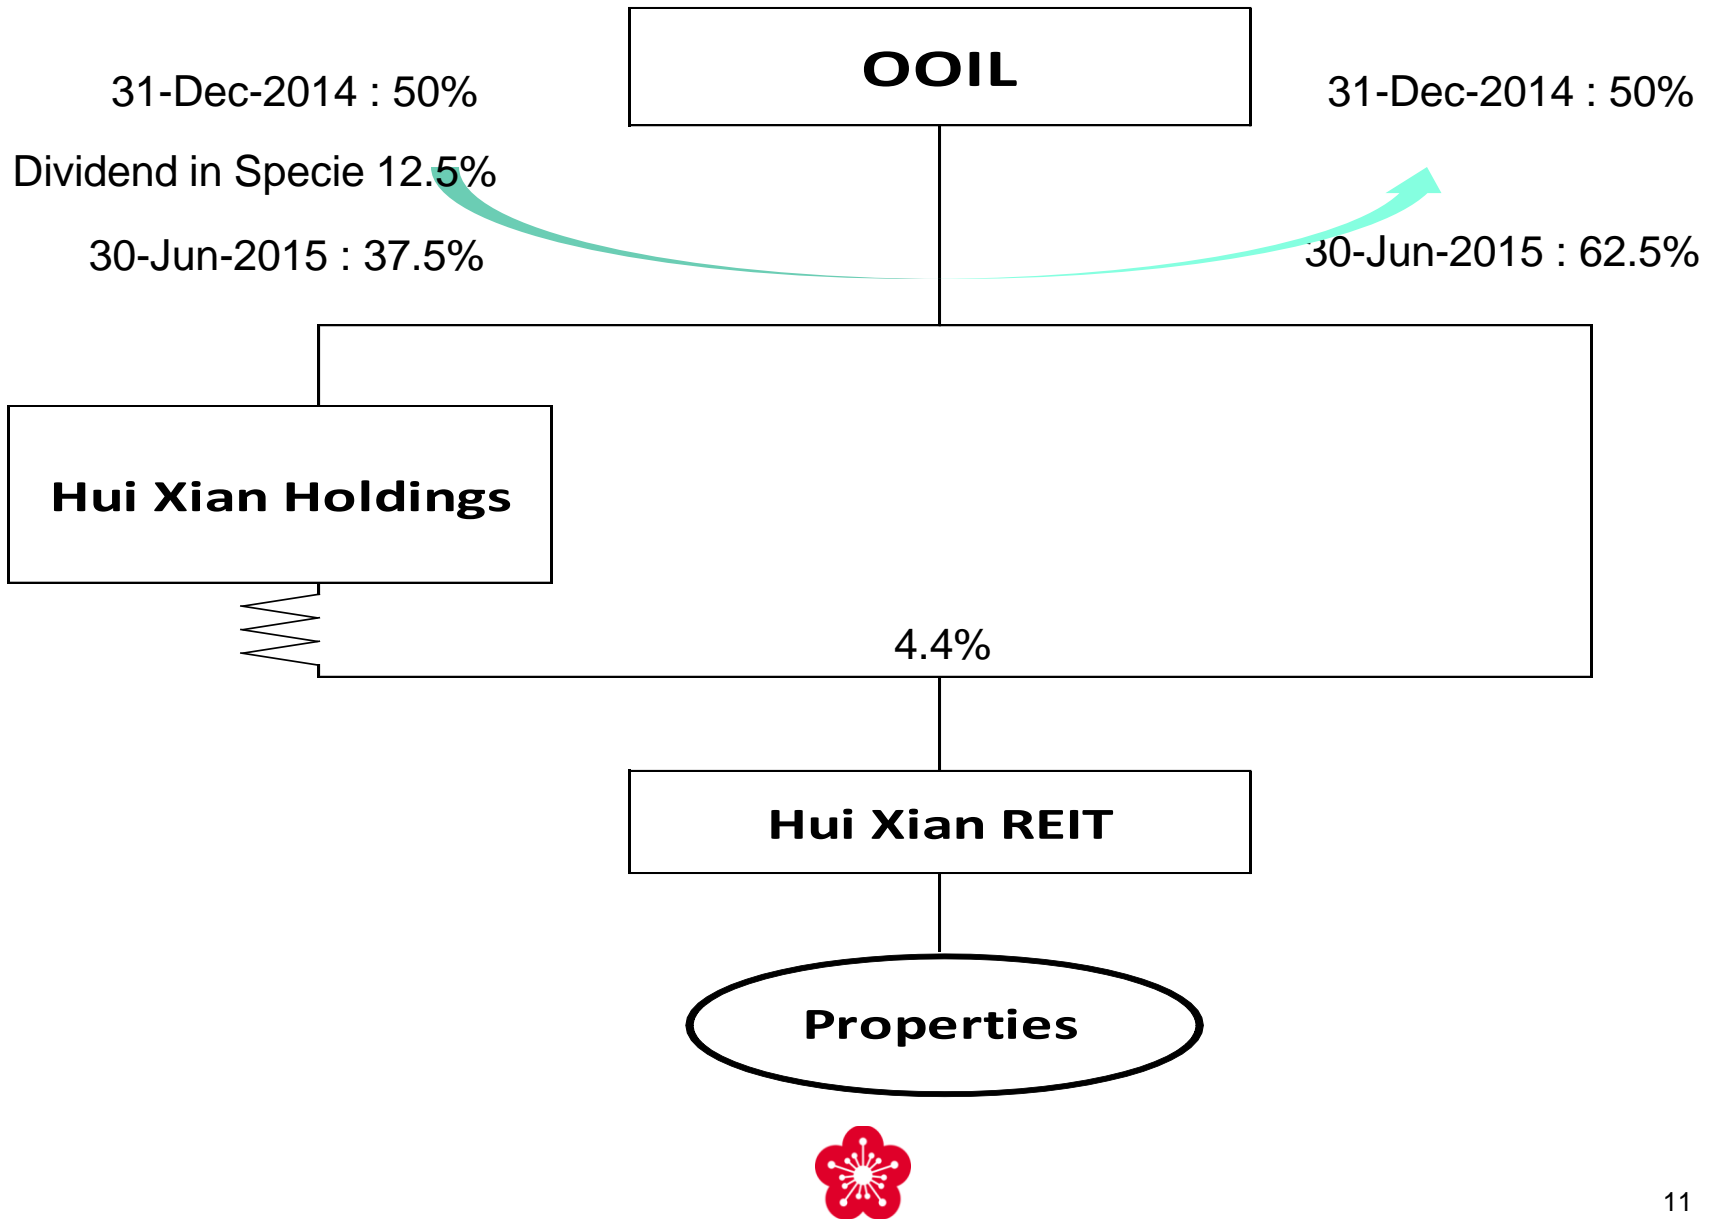 OOIL
31-Dec-2014 : 50%
31-Dec-2014 : 50%
Dividend in Specie 12.5%
30-Jun-2015 : 37.5%
30-Jun-2015 : 62.5%
Hui Xian Holdings
4.4%
Hui Xian REIT
Properties
11